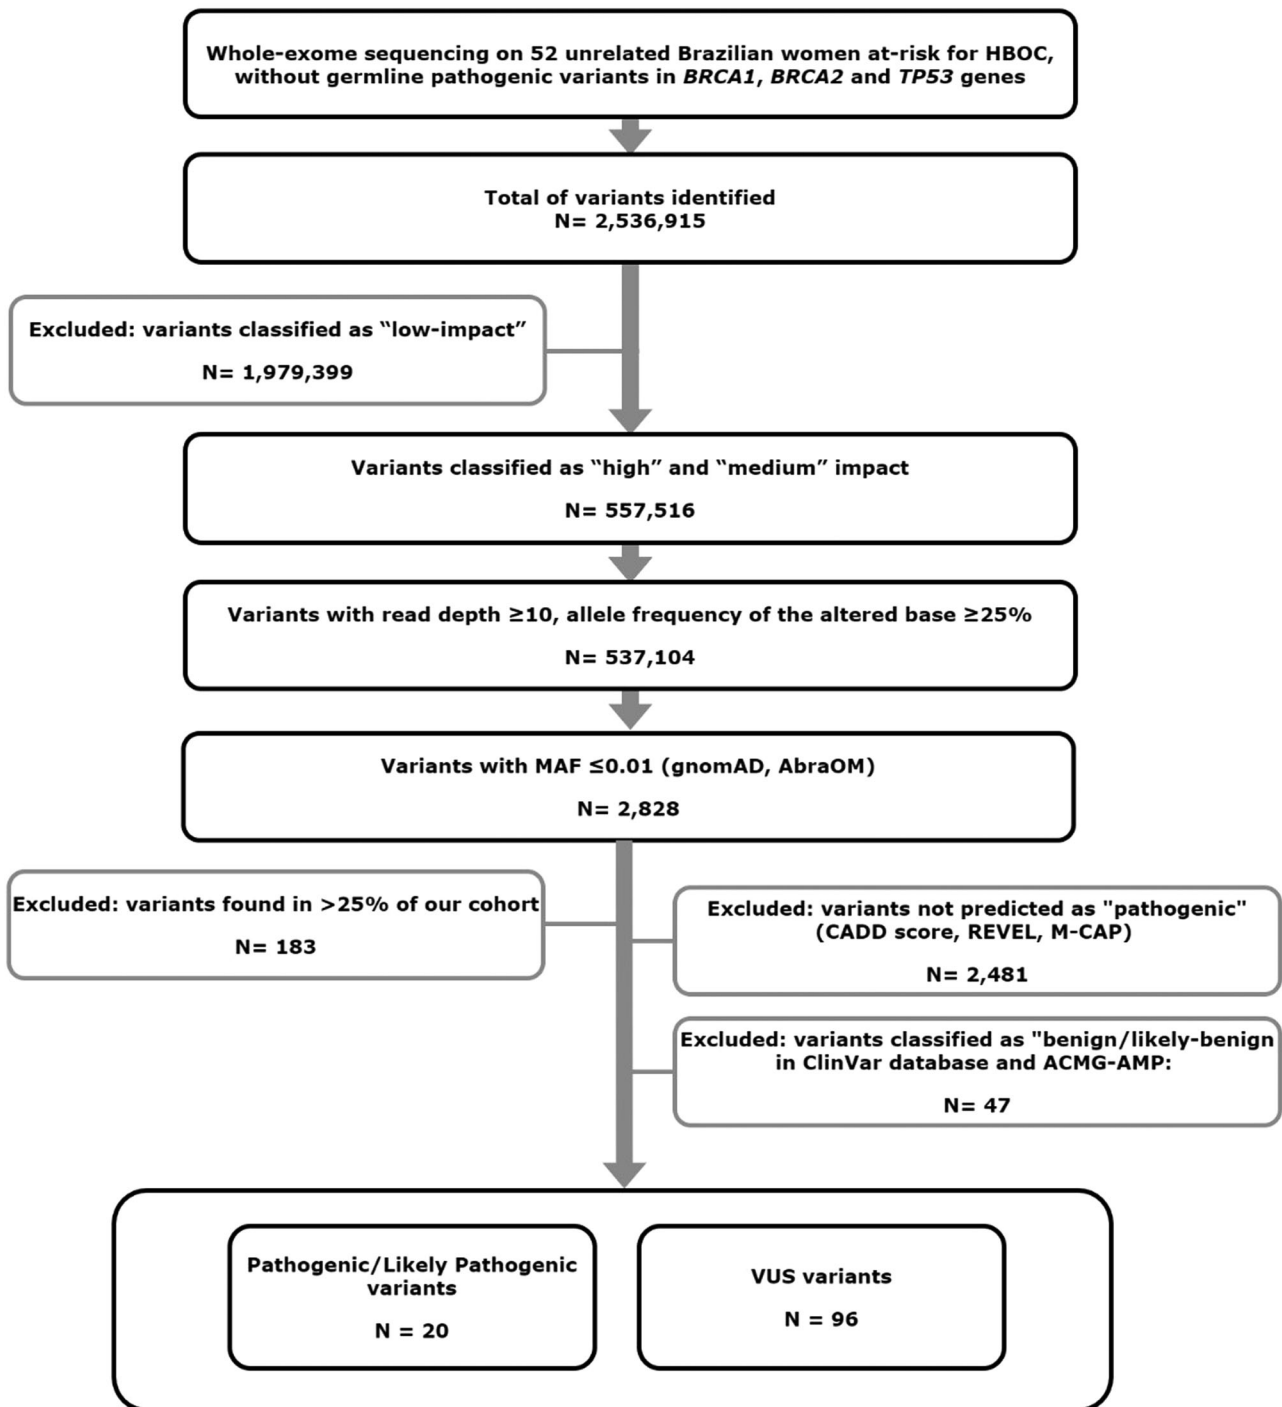 Whole-exome sequencing on 52 unrelated Brazilian women at-risk for HBOC,
without germline pathogenic variants in BRCA1, BRCA2 and TP53 genes
Total of variants identified
N= 2,536,915
Excluded: variants classified as “low-impact”
N= 1,979,399
Variants classified as “high” and “medium” impact
N= 557,516
Variants with read depth ≥10, allele frequency of the altered base ≥25%
N= 537,104
Variants with MAF ≤0.01 (gnomAD, AbraOM)
N= 2,828
Excluded: variants found in >25% of our cohort
N= 183
Excluded: variants not predicted as "pathogenic"
(CADD score, REVEL, M-CAP)
N= 2,481
Excluded: variants classified as "benign/likely-benign
in ClinVar database and ACMG-AMP:
N= 47
Pathogenic/Likely Pathogenic
variants
N = 20
VUS variants
N = 96